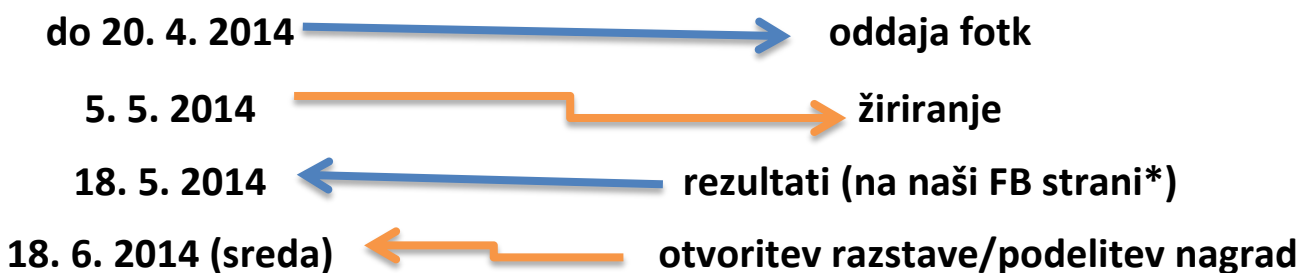 do 20. 4. 2014 oddaja fotk
5. 5. 2014 žiriranje
18. 5. 2014 rezultati (na naši FB strani*)
18. 6. 2014 (sreda) otvoritev razstave/podelitev nagrad